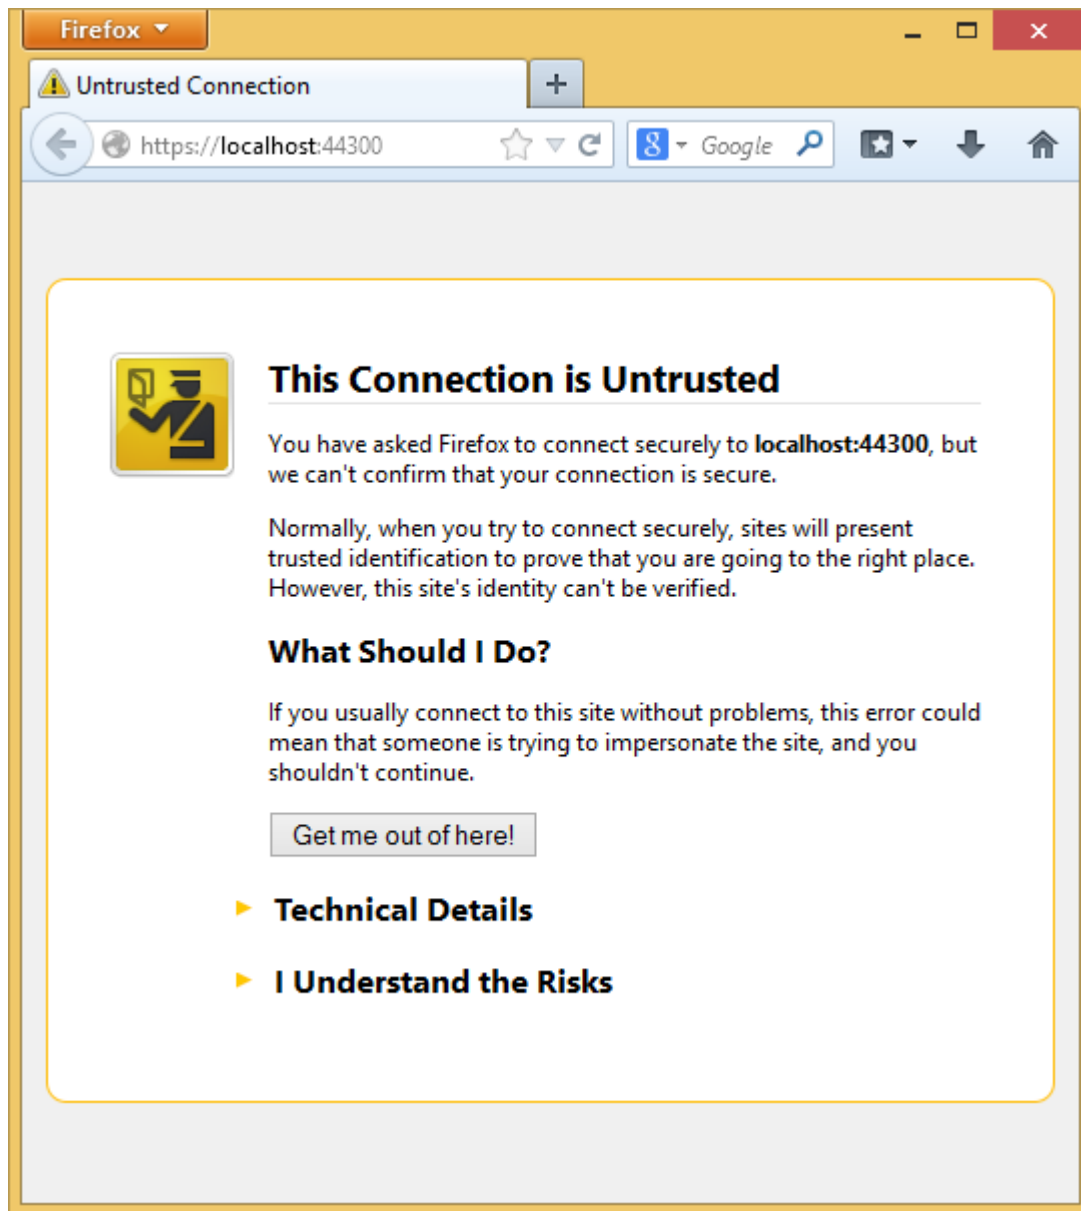 Firefox
Untrusted Connection
https://localhost:44300
Google
This Connection is Untrusted
You have asked Firefox to connect securely to localhost:44300, but
we can't confirm that your connection is secure.
Normally, when you try to connect securely, sites will present
trusted identification to prove that you are going to the right place.
However, this site's identity can't be verified.
What Should I Do?
If you usually connect to this site without problems, this error could
mean that someone is trying to impersonate the site, and you
shouldn't continue.
Get me out of here!
Technical Details
I Understand the Risks